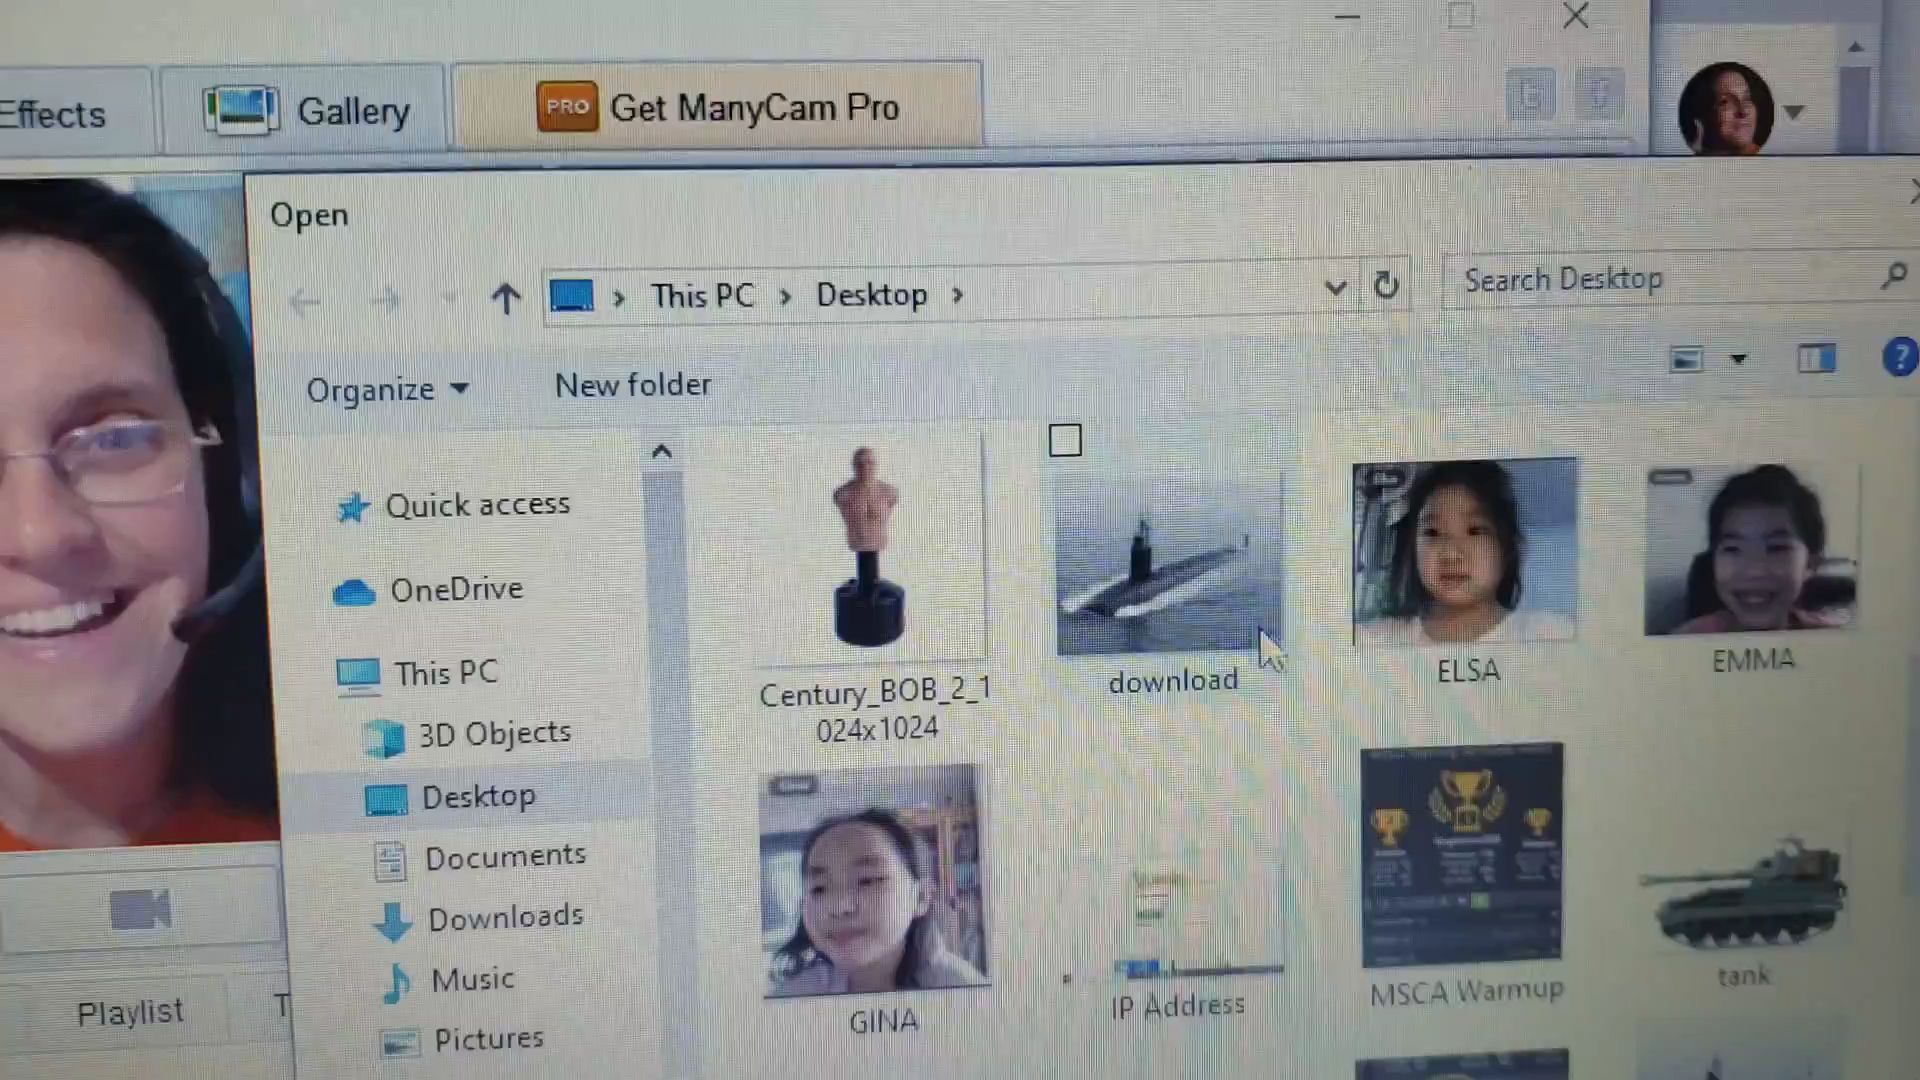 Effects
Gallery
PRO
Get ManyCam Pro
Open
This PC
Desktop
Search Desktop
Organize
New folder
?
Quick access
OneDrive
This PC
3D Objects
Desktop
Documents
Downloads
Music
Pictures
Century_BOB_2_1
024x1024
download
ELSA
EMMA
GINA
IP Address
MSCA Warmup
tank
Playlist